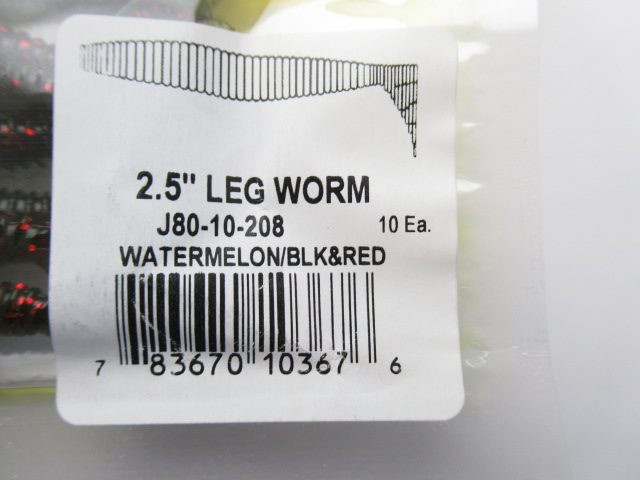 2.5" LEG WORM
J80-10-208 10 Ea.
WATERMELON/BLK&RED
7 83670 10367 6